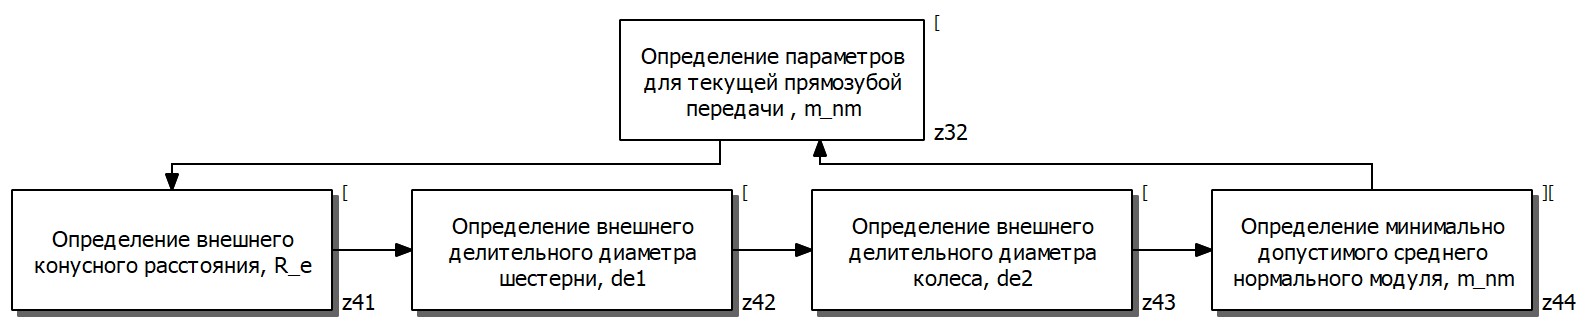 [
Определение параметров
для текущей прямозубой
передачи , m_nm
z32
[
Определение внешнего
конусного расстояния, R_e
z41
[
Определение внешнего
делительного диаметра
шестерни, de1
z42
[
Определение внешнего
делительного диаметра
колеса, de2
z43
][
Определение минимально
допустимого среднего
нормального модуля, m_nm
z44